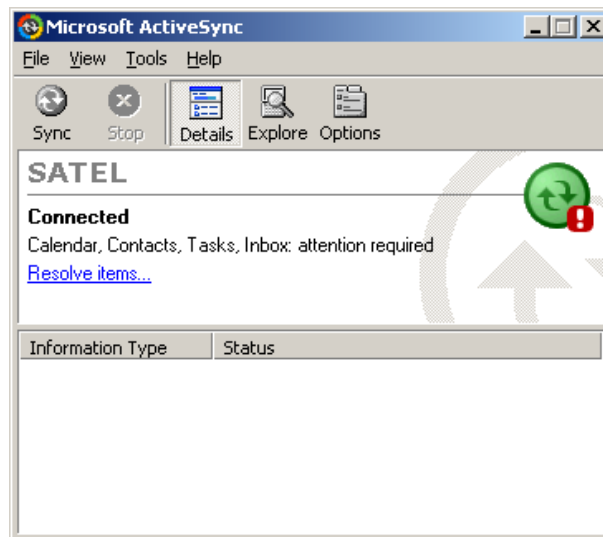 Microsoft ActiveSync
File View Tools Help
Sync Stop Details Explore Options
SATEL
Connected
Calendar, Contacts, Tasks, Inbox: attention required
Resolve items...
Information Type Status